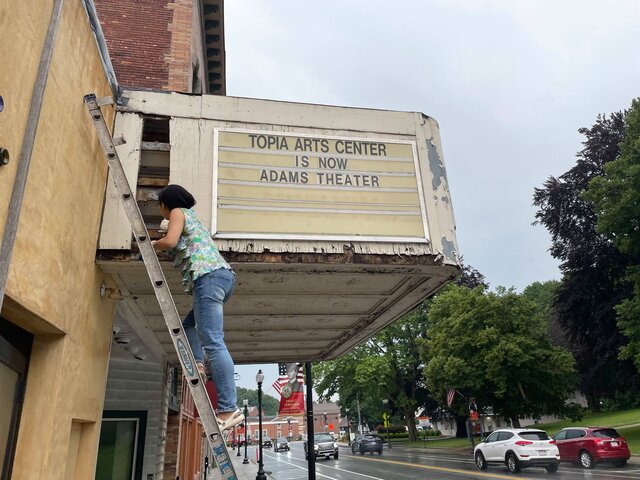 TOPIA ARTS CENTER
IS NOW
ADAMS THEATER